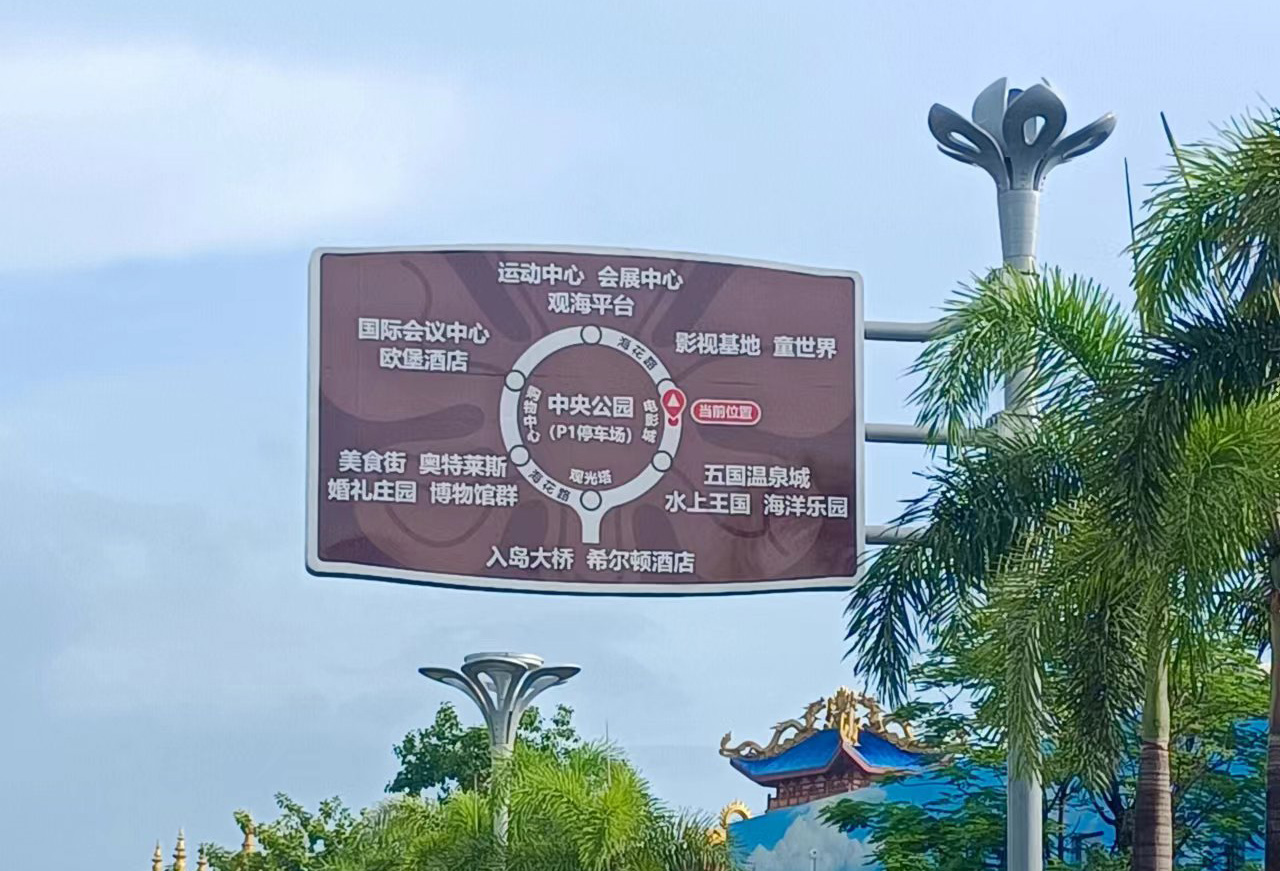 运动中心 会展中心
观海平台
国际会议中心
欧堡酒店
影视基地 童世界
海花路
购物中心
中央公园
(P1停车场)
电影城
当前位置
美食街 奥特莱斯
婚礼庄园 博物馆群
海花路
观光塔
五国温泉城
水上王国 海洋乐园
入岛大桥 希尔顿酒店